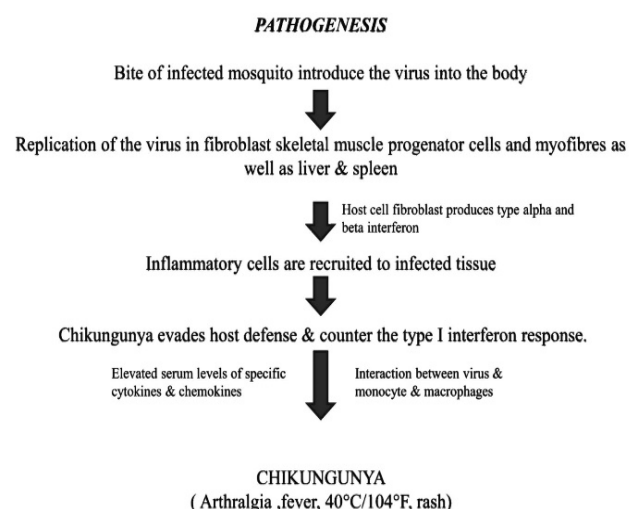 PATHOGENESIS
Bite of infected mosquito introduce the virus into the body
Replication of the virus in fibroblast skeletal muscle progenator cells and myofibres as
well as liver & spleen
Host cell fibroblast produces type alpha and
beta interferon
Inflammatory cells are recruited to infected tissue
Chikungunya evades host defense & counter the type I interferon response.
Elevated serum levels of specific
cytokines & chemokines
Interaction between virus &
monocyte & macrophages
CHIKUNGUNYA
( Arthralgia ,fever, 40°C/104°F, rash)